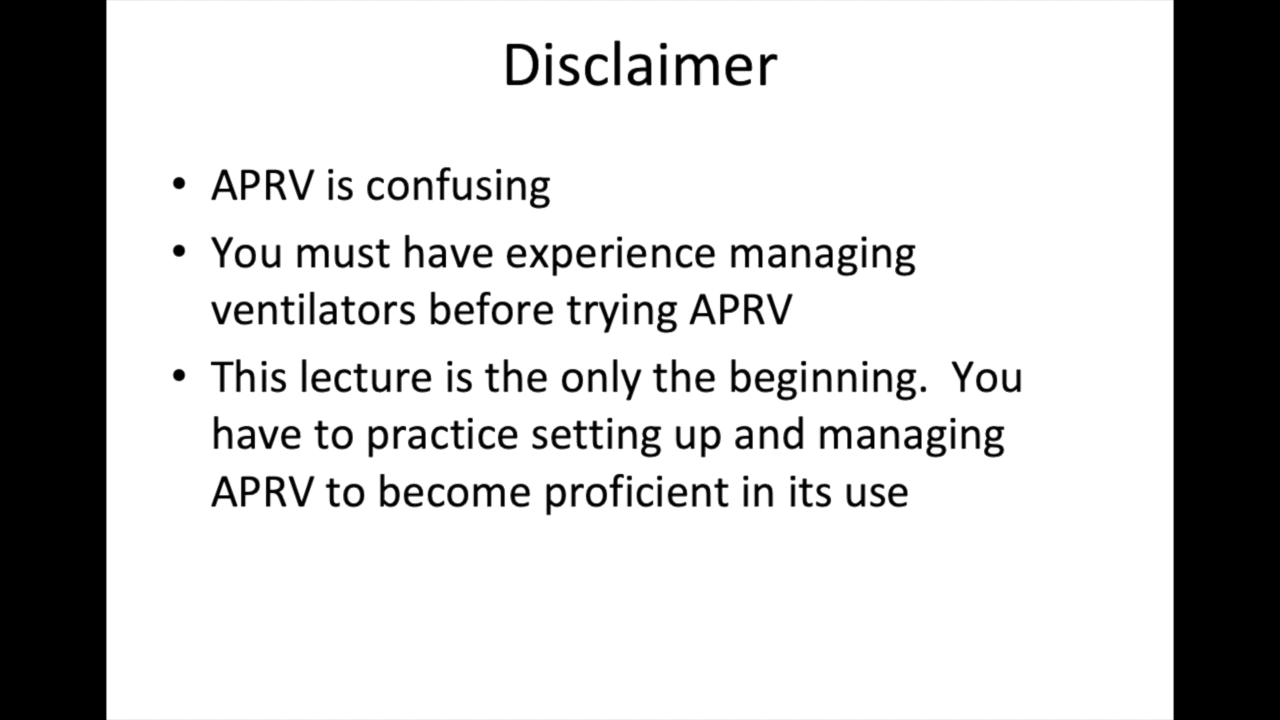 Disclaimer
• APRV is confusing
• You must have experience managing
ventilators before trying APRV
• This lecture is the only the beginning.  You
have to practice setting up and managing
APRV to become proficient in its use